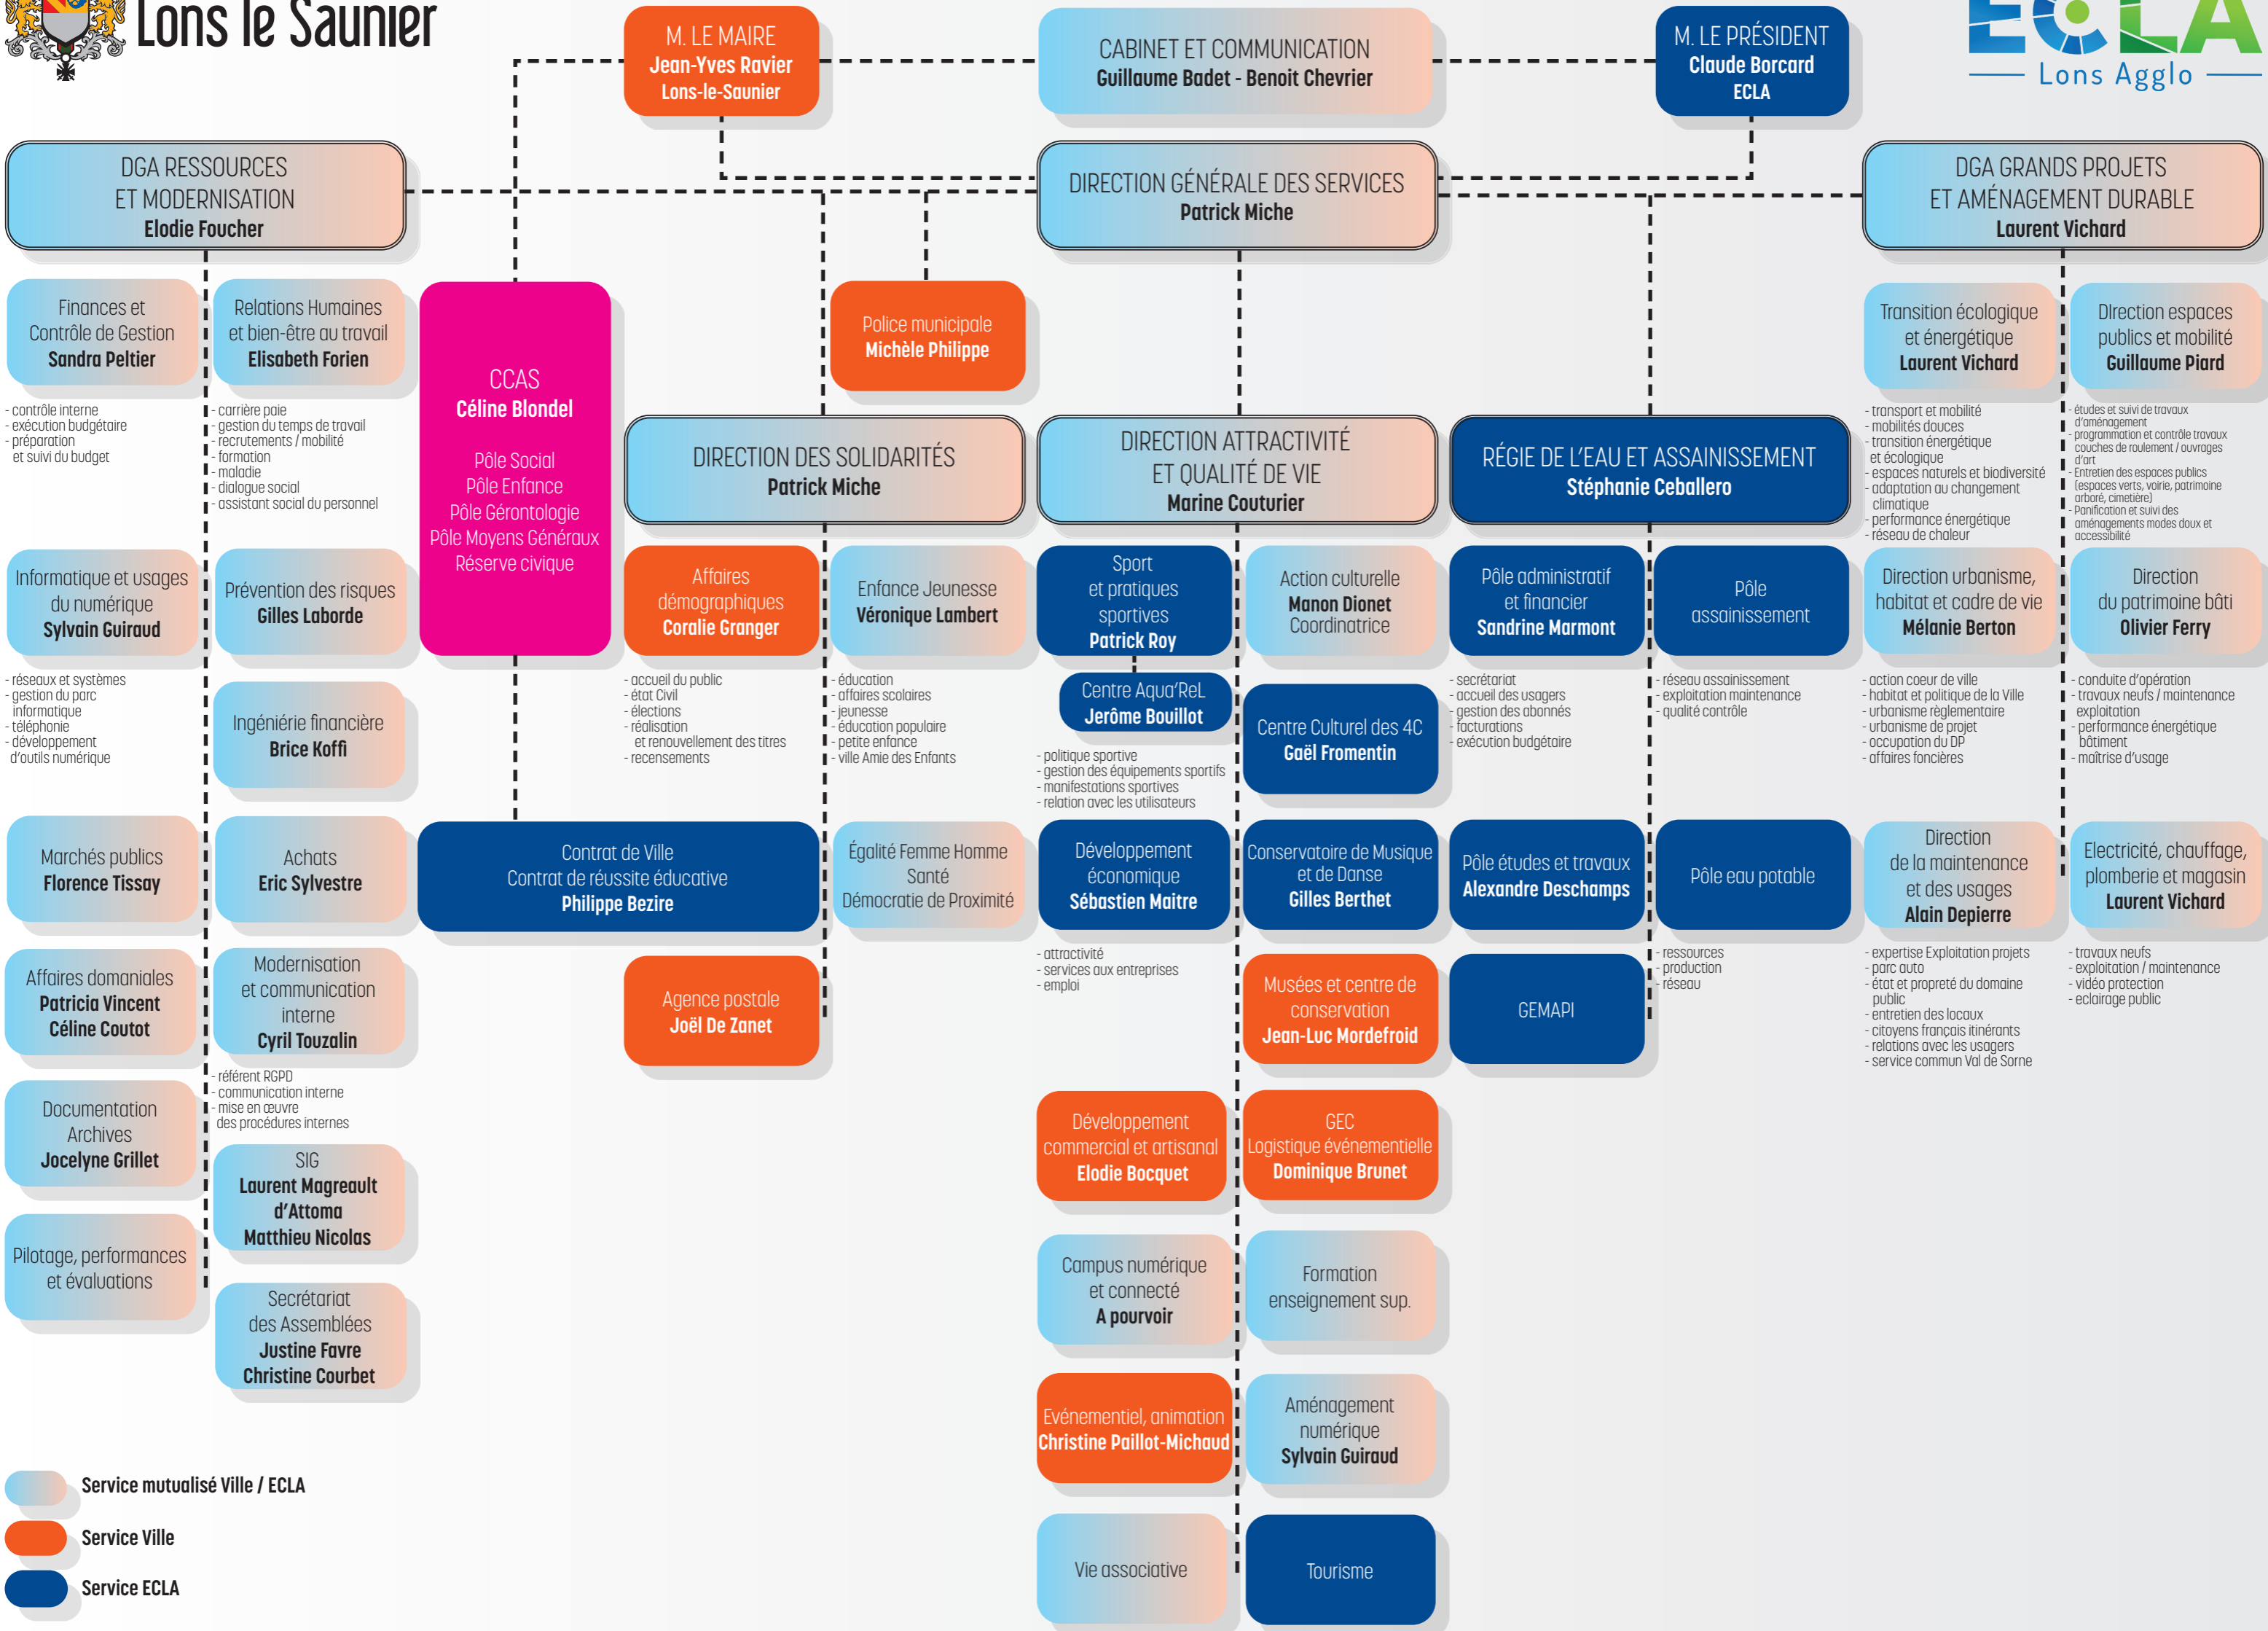 Lons le Saunier
M. LE MAIRE
Jean-Yves Ravier
Lons-le-Saunier
CABINET ET COMMUNICATION
Guillaume Badet - Benoit Chevrier
M. LE PRÉSIDENT
Claude Borcard
ECLA
ECLA
Lons Agglo
DGA RESSOURCES
ET MODERNISATION
Elodie Foucher
DIRECTION GÉNÉRALE DES SERVICES
Patrick Miche
DGA GRANDS PROJETS
ET AMÉNAGEMENT DURABLE
Laurent Vichard
Finances et
Contrôle de Gestion
Sandra Peltier
- contrôle interne
- exécution budgétaire
- préparation
et suivi du budget
Relations Humaines
et bien-être au travail
Elisabeth Forien
- carrière paie
- gestion du temps de travail
- recrutements / mobilité
- formation
- maladie
- dialogue social
- assistant social du personnel
Informatique et usages
du numérique
Sylvain Guiraud
- réseaux et systèmes
- gestion du parc
informatique
- téléphonie
- développement
d'outils numérique
Prévention des risques
Gilles Laborde
Ingéniérie financière
Brice Koffi
Marchés publics
Florence Tissay
Achats
Eric Sylvestre
Affaires domaniales
Patricia Vincent
Céline Coutot
Modernisation
et communication
interne
Cyril Touzalin
- référent RGPD
- communication interne
- mise en œuvre
des procédures internes
Documentation
Archives
Jocelyne Grillet
SIG
Laurent Magreault
d'Attoma
Matthieu Nicolas
Pilotage, performances
et évaluations
Secrétariat
des Assemblées
Justine Favre
Christine Courbet
CCAS
Céline Blondel
Pôle Social
Pôle Enfance
Pôle Gérontologie
Pôle Moyens Généraux
Réserve civique
Police municipale
Michèle Philippe
DIRECTION DES SOLIDARITÉS
Patrick Miche
Affaires
démographiques
Coralie Granger
- accueil du public
- état Civil
- élections
- réalisation
et renouvellement des titres
- recensements
Enfance Jeunesse
Véronique Lambert
- éducation
- affaires scolaires
- jeunesse
- éducation populaire
- petite enfance
- ville Amie des Enfants
Contrat de Ville
Contrat de réussite éducative
Philippe Bezire
Égalité Femme Homme
Santé
Démocratie de Proximité
Agence postale
Joël De Zanet
DIRECTION ATTRACTIVITÉ
ET QUALITÉ DE VIE
Marine Couturier
Sport
et pratiques
sportives
Patrick Roy
Centre Aqua'ReL
Jerôme Bouillot
- politique sportive
- gestion des équipements sportifs
- manifestations sportives
- relation avec les utilisateurs
Action culturelle
Manon Dionet
Coordinatrice
Centre Culturel des 4C
Gaël Fromentin
Développement
économique
Sébastien Maitre
- attractivité
- services aux entreprises
- emploi
Conservatoire de Musique
et de Danse
Gilles Berthet
Musées et centre de
conservation
Jean-Luc Mordefroid
Développement
commercial et artisanal
Elodie Bocquet
GEC
Logistique événementielle
Dominique Brunet
Campus numérique
et connecté
A pourvoir
Formation
enseignement sup.
Evénementiel, animation
Christine Paillot-Michaud
Aménagement
numérique
Sylvain Guiraud
Vie associative
Tourisme
RÉGIE DE L'EAU ET ASSAINISSEMENT
Stéphanie Ceballero
Pôle administratif
et financier
Sandrine Marmont
- secrétariat
- accueil des usagers
- gestion des abonnés
- facturations
- exécution budgétaire
Pôle
assainissement
- réseau assainissement
- exploitation maintenance
- qualité contrôle
Pôle études et travaux
Alexandre Deschamps
Pôle eau potable
- ressources
- production
- réseau
GEMAPI
Transition écologique
et énergétique
Laurent Vichard
- transport et mobilité
- mobilités douces
- transition énergétique
et écologique
- espaces naturels et biodiversité
- adaptation au changement
climatique
- performance énergétique
- réseau de chaleur
DIrection espaces
publics et mobilité
Guillaume Piard
- études et suivi de travaux
d'aménagement
- programmation et contrôle travaux
couches de roulement / ouvrages
d'art
- Entretien des espaces publics
(espaces verts, voirie, patrimoine
arboré, cimetière)
- Panification et suivi des
aménagements modes doux et
accessibilité
Direction urbanisme,
habitat et cadre de vie
Mélanie Berton
- action coeur de ville
- habitat et politique de la Ville
- urbanisme règlementaire
- urbanisme de projet
- occupation du DP
- affaires foncières
Direction
du patrimoine bâti
Olivier Ferry
- conduite d'opération
- travaux neufs / maintenance
exploitation
- performance énergétique
bâtiment
- maîtrise d'usage
Direction
de la maintenance
et des usages
Alain Depierre
- expertise Exploitation projets
- parc auto
- état et propreté du domaine
public
- entretien des locaux
- citoyens français itinérants
- relations avec les usagers
- service commun Val de Sorne
Electricité, chauffage,
plomberie et magasin
Laurent Vichard
- travaux neufs
- exploitation / maintenance
- vidéo protection
- eclairage public
Service mutualisé Ville / ECLA
Service Ville
Service ECLA